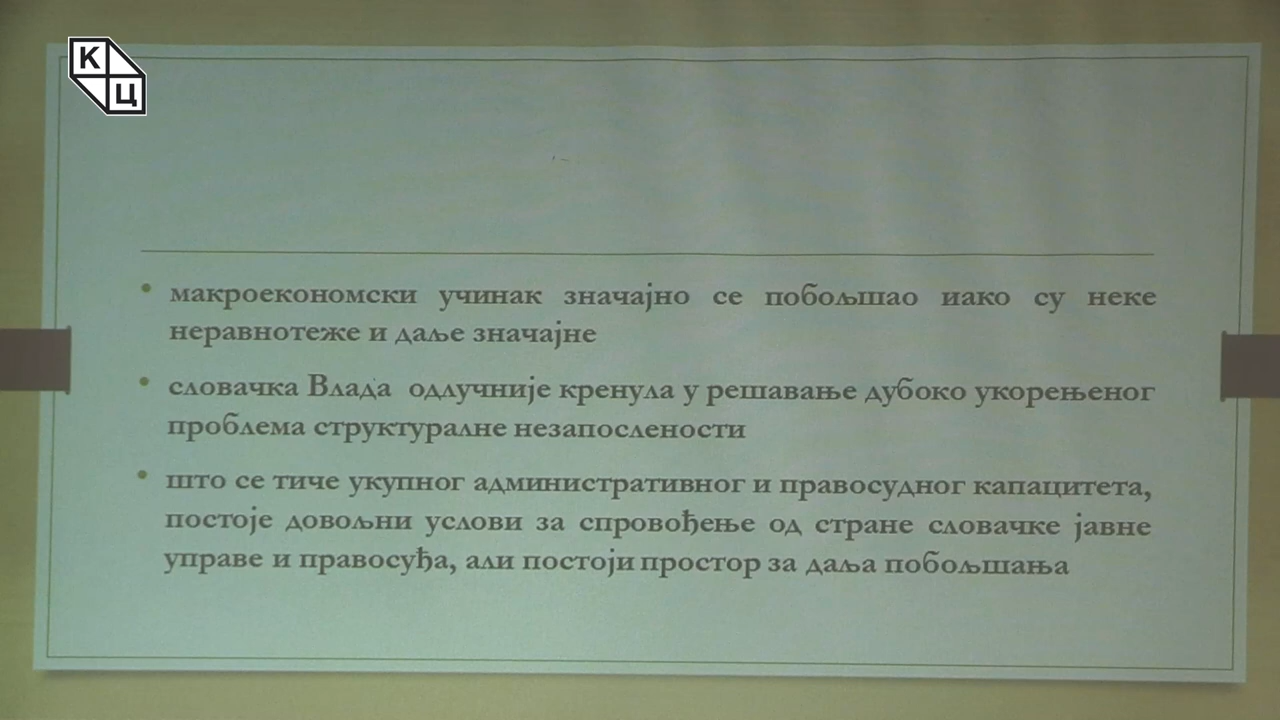 К
Ц
макроекономски учинак значајно се побољшао иако су неке
неравнотеже и даље значајне
словачка Влада одлучније кренула у решавање дубоко укорењеног
проблема структуралне незапослености
што се тиче укупног административног и правосудног капацитета,
постоје довољни услови за спровођење од стране словачке јавне
управе и правосуђа, али постоји простор за даља побољшања